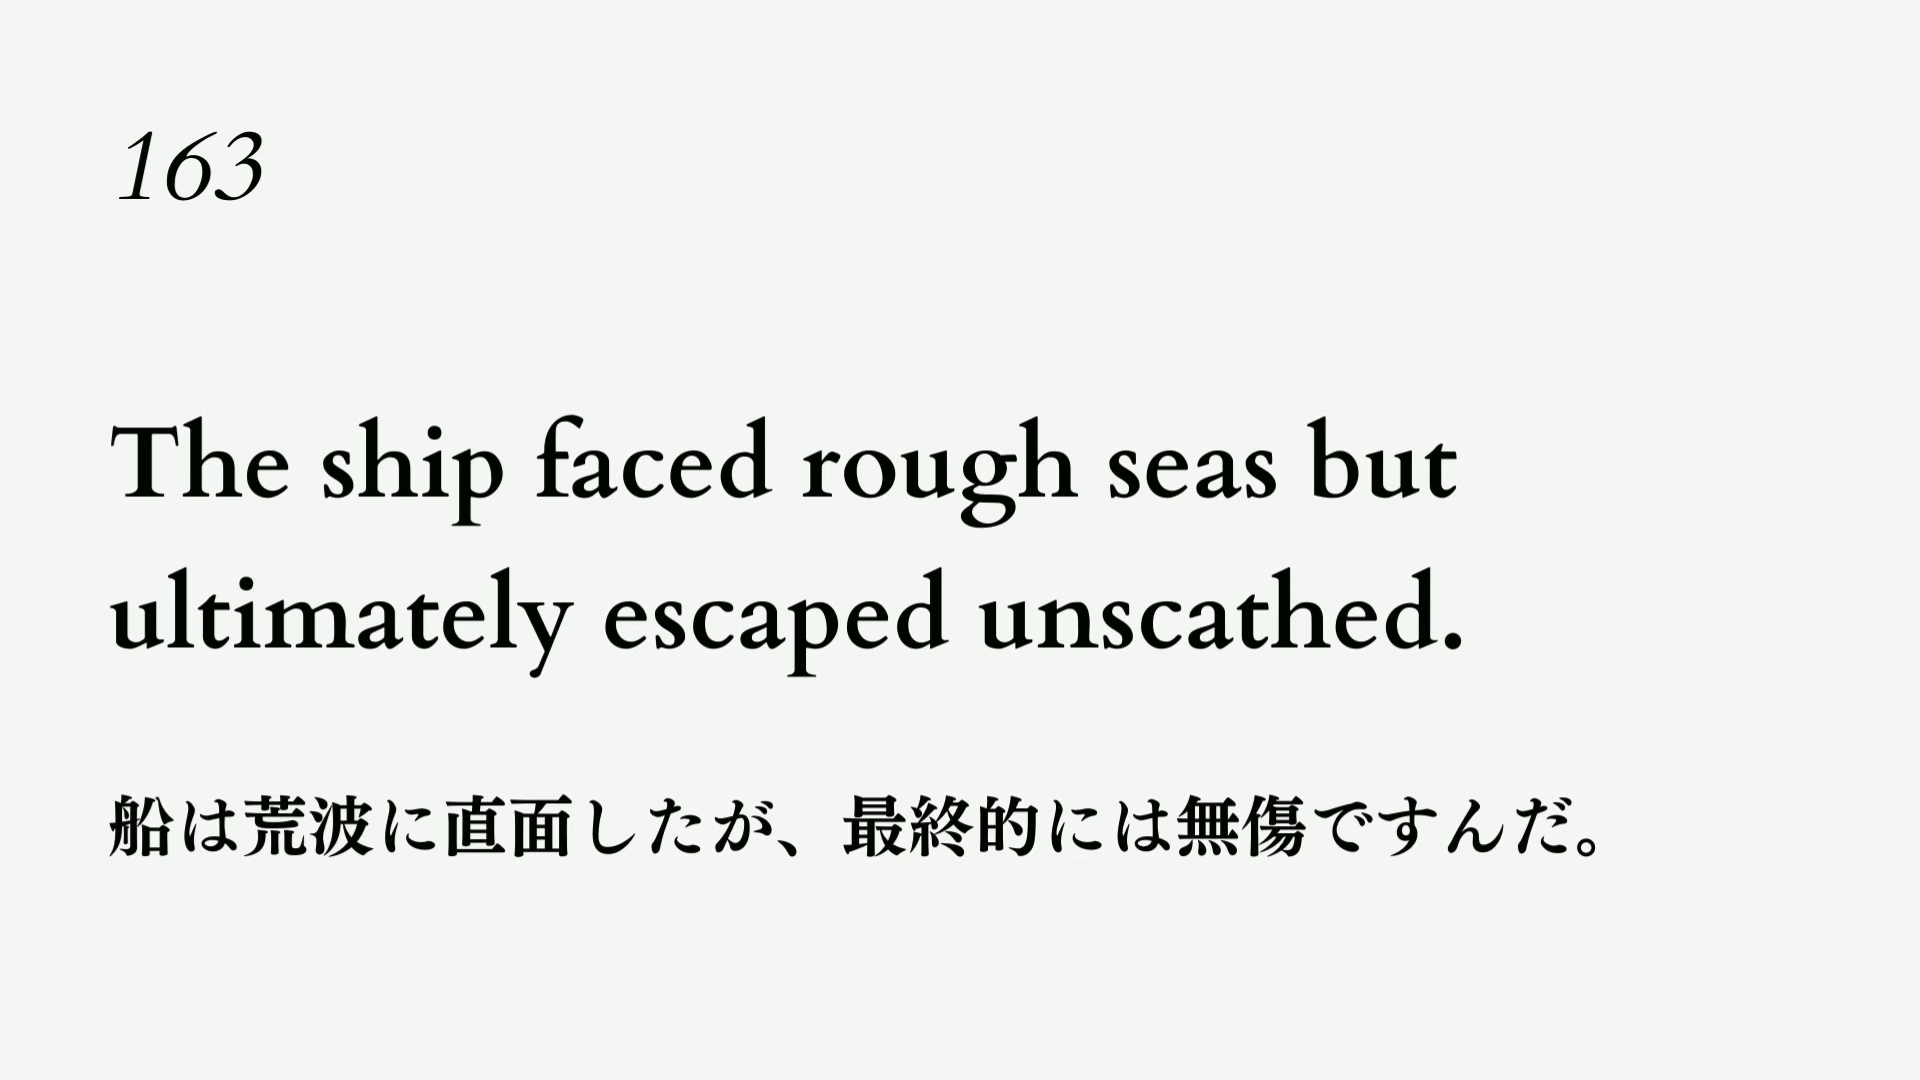 163
The ship faced rough seas but
ultimately escaped unscathed.
船は荒波に直面したが、最終的には無傷ですんだ。